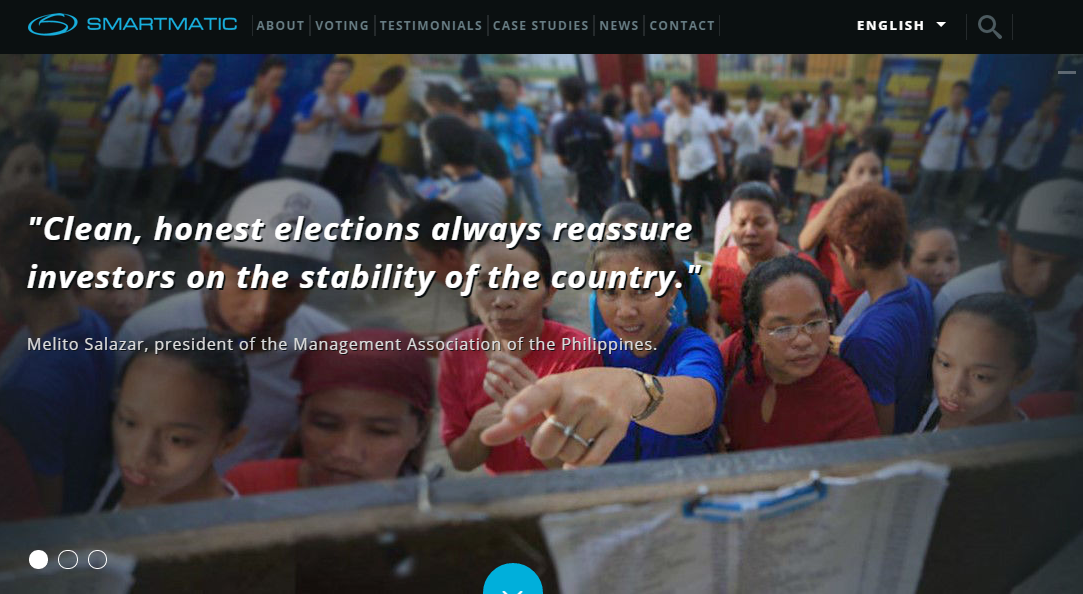 SMARTMATIC
ABOUT
VOTING
TESTIMONIALS
CASE STUDIES
NEWS
CONTACT
ENGLISH
"Clean, honest elections always reassure
investors on the stability of the country."
Melito Salazar, president of the Management Association of the Philippines.